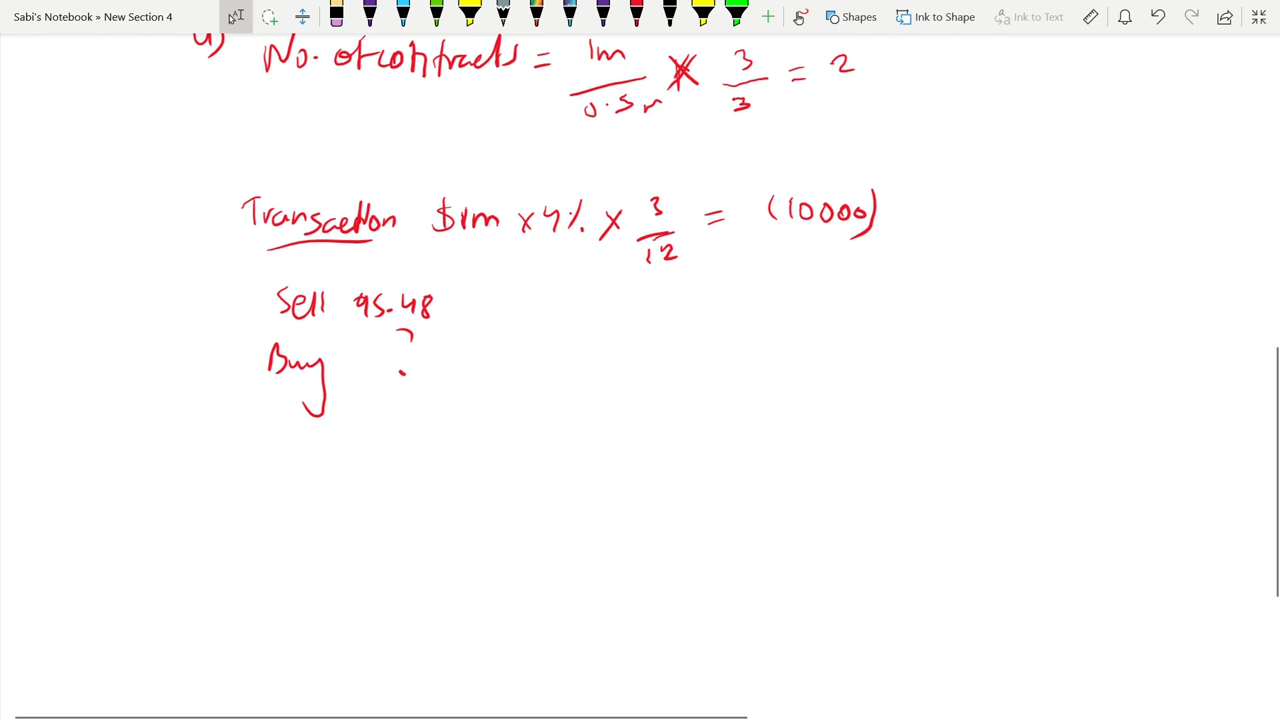 Sabi's Notebook » New Section 4
Shapes
Ink to Shape
Ink to Text
No. of contracts = 1m / 0.5m × 3/3 = 2
Transaction $1m × 4% × 3/12 = (10000)
Sell 95.48
Buy ?